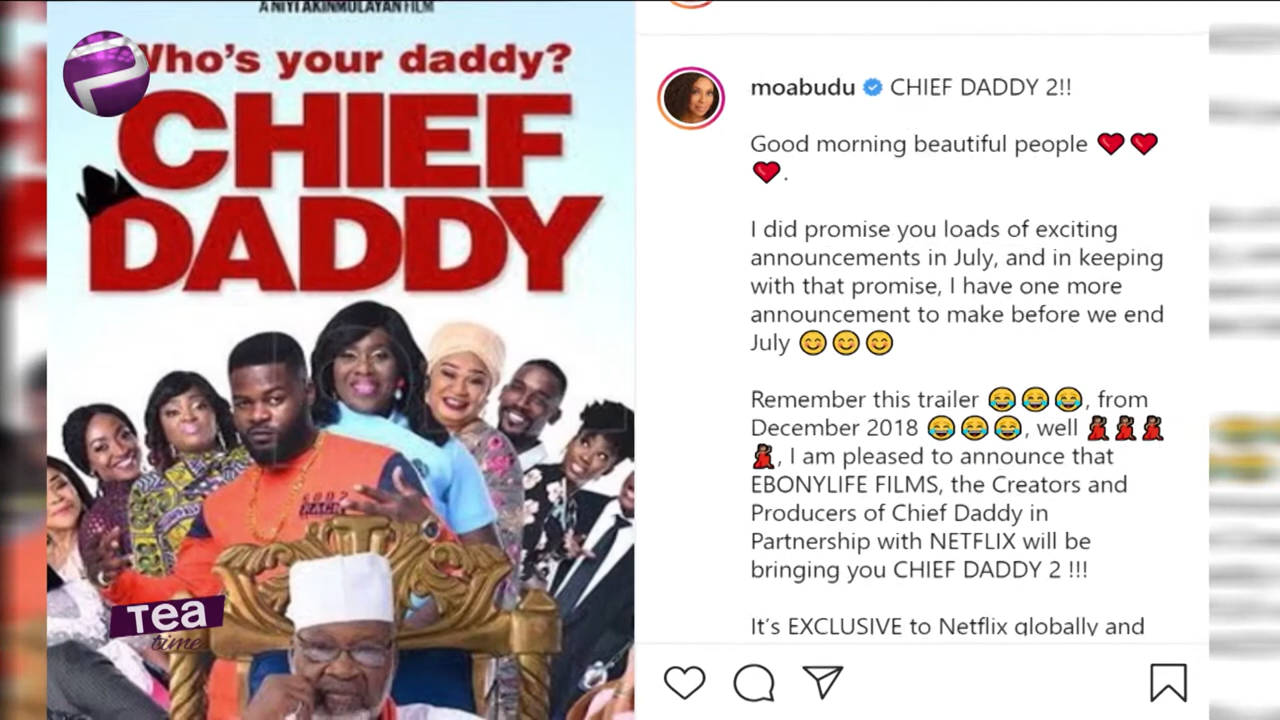 A NIYI AKINMOLAYAN FILM
Who's your daddy?
CHIEF
DADDY
Tea
time
moabudu CHIEF DADDY 2!!
Good morning beautiful people ❤️❤️
❤️.
I did promise you loads of exciting
announcements in July, and in keeping
with that promise, I have one more
announcement to make before we end
July 😊😊😊
Remember this trailer 😂😂😂, from
December 2018 😂😂😂, well 💃💃💃
💃, I am pleased to announce that
EBONYLIFE FILMS, the Creators and
Producers of Chief Daddy in
Partnership with NETFLIX will be
bringing you CHIEF DADDY 2 !!!
It's EXCLUSIVE to Netflix globally and